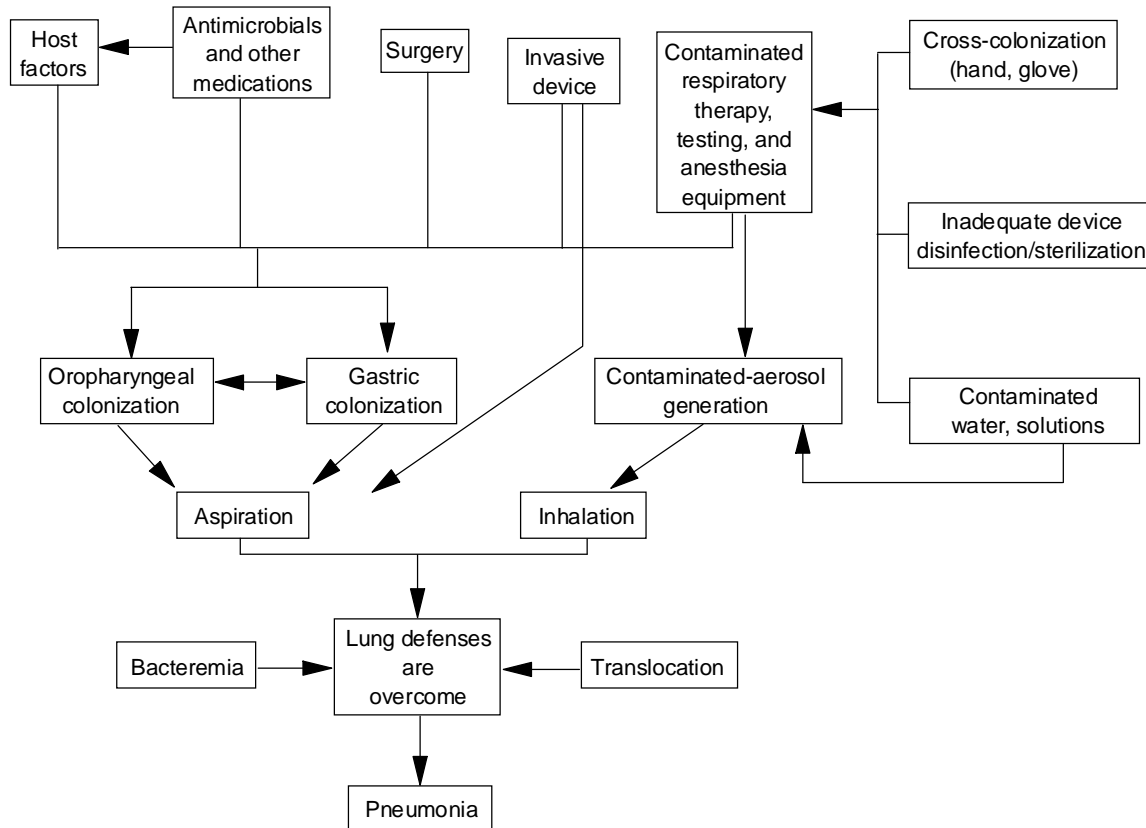 Host
factors
Antimicrobials
and other
medications
Surgery
Invasive
device
Contaminated
respiratory
therapy,
testing, and
anesthesia
equipment
Cross-colonization
(hand, glove)
Inadequate device
disinfection/sterilization
Oropharyngeal
colonization
Gastric
colonization
Contaminated-aerosol
generation
Contaminated
water, solutions
Aspiration
Inhalation
Bacteremia
Lung defenses
are
overcome
Translocation
Pneumonia